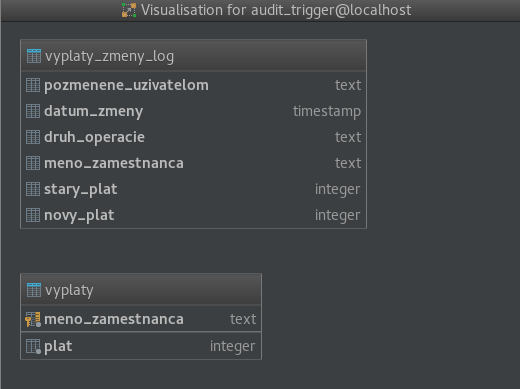 Visualisation for audit_trigger@localhost
vyplaty_zmeny_log
pozmenene_uzivatelom text
datum_zmeny timestamp
druh_operacie text
meno_zamestnanca text
stary_plat integer
novy_plat integer
vyplaty
meno_zamestnanca text
plat integer